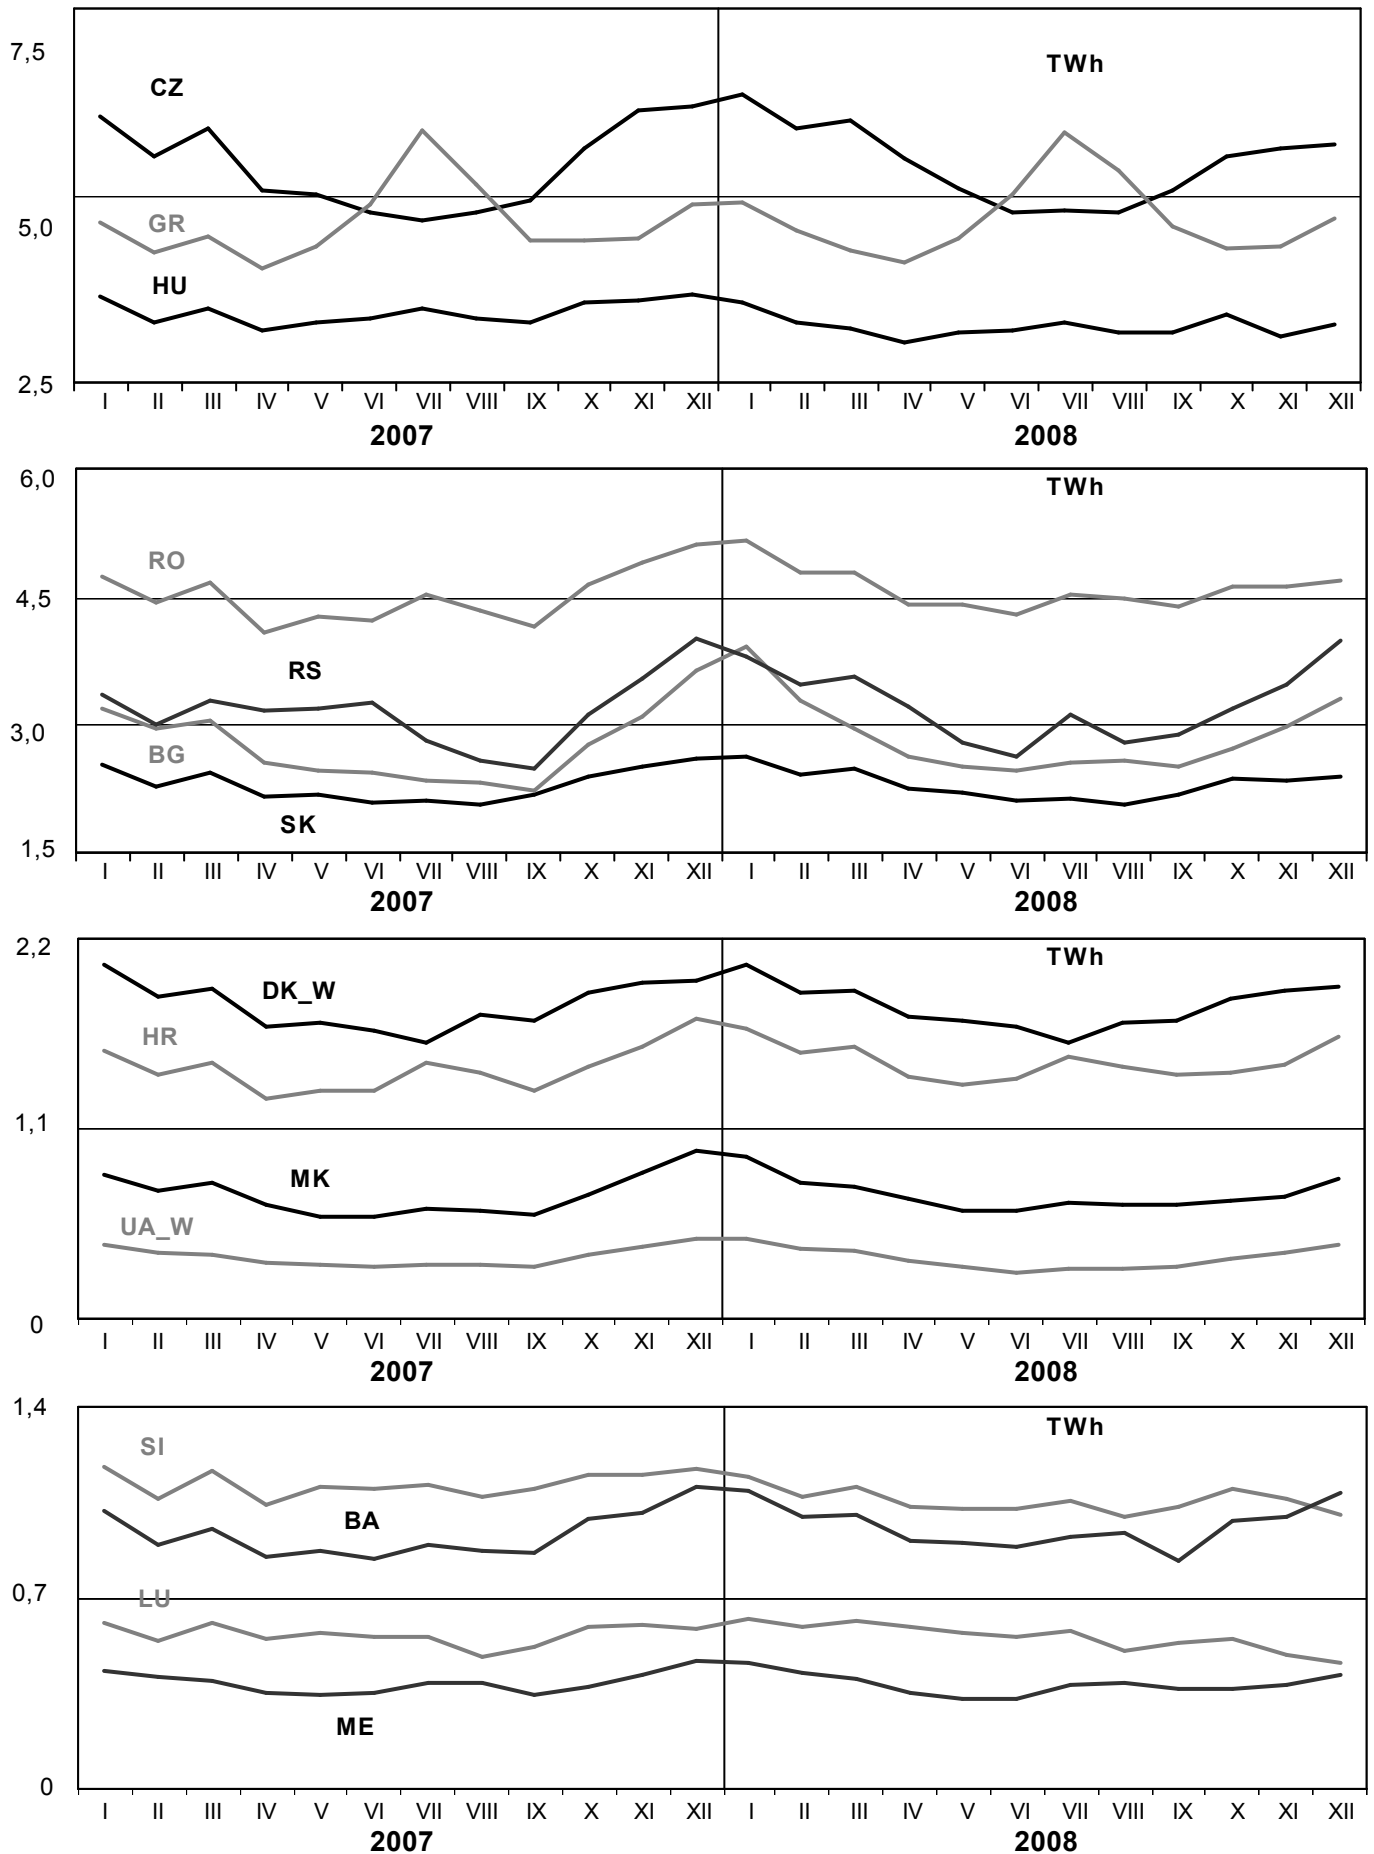 7,5
TWh
CZ
GR
5,0
HU
2,5
I II III IV V VI VII VIII IX X XI XII I II III IV V VI VII VIII IX X XI XII
2007 2008
6,0
TWh
RO
4,5
RS
3,0
BG
SK
1,5
I II III IV V VI VII VIII IX X XI XII I II III IV V VI VII VIII IX X XI XII
2007 2008
2,2
TWh
DK_W
HR
1,1
MK
UA_W
0
I II III IV V VI VII VIII IX X XI XII I II III IV V VI VII VIII IX X XI XII
2007 2008
1,4
TWh
SI
BA
0,7
LU
ME
0
I II III IV V VI VII VIII IX X XI XII I II III IV V VI VII VIII IX X XI XII
2007 2008